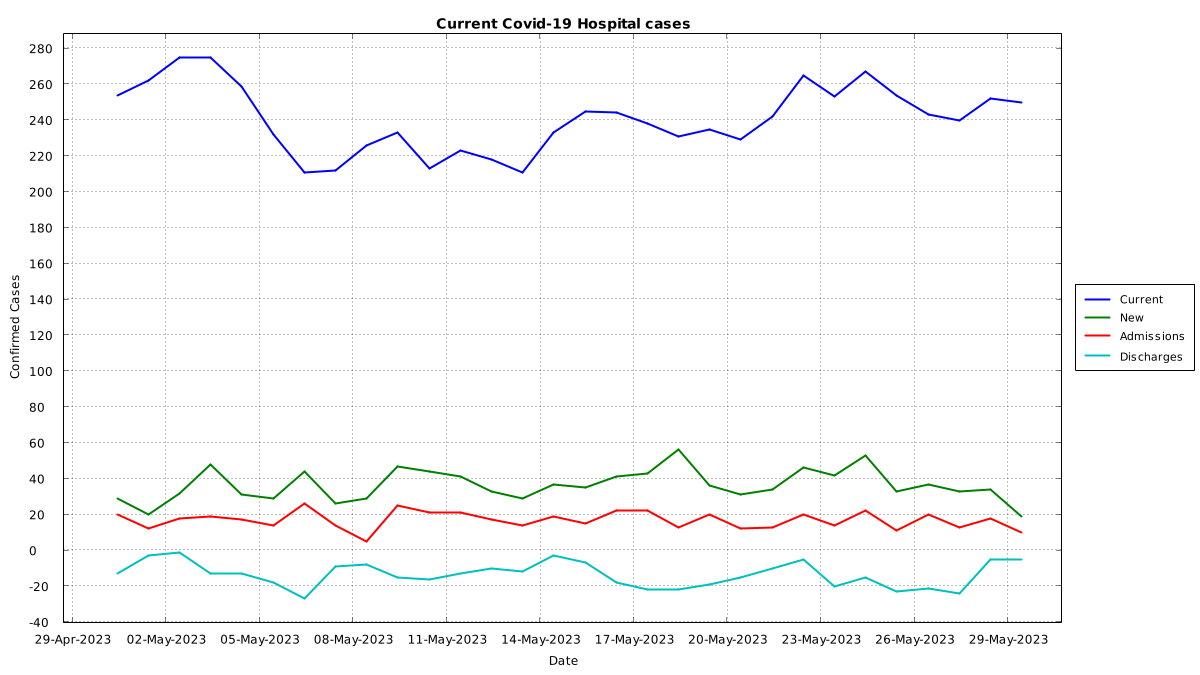 Current Covid-19 Hospital cases
280
260
240
220
200
180
160
140
120
100
80
60
40
20
0
-20
-40
Confirmed Cases
29-Apr-2023 02-May-2023 05-May-2023 08-May-2023 11-May-2023 14-May-2023 17-May-2023 20-May-2023 23-May-2023 26-May-2023 29-May-2023
Date
Current
New
Admissions
Discharges